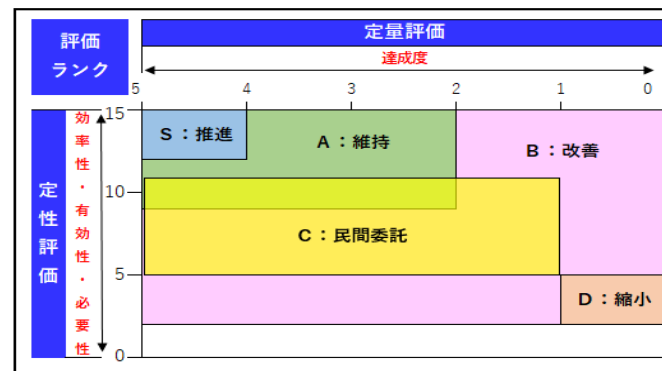 評価
ランク
定量評価
達成度
5 4 3 2 1 0
定性評価
効率性・有効性・必要性
15
10
5
0
S：推進
A：維持
B：改善
C：民間委託
D：縮小